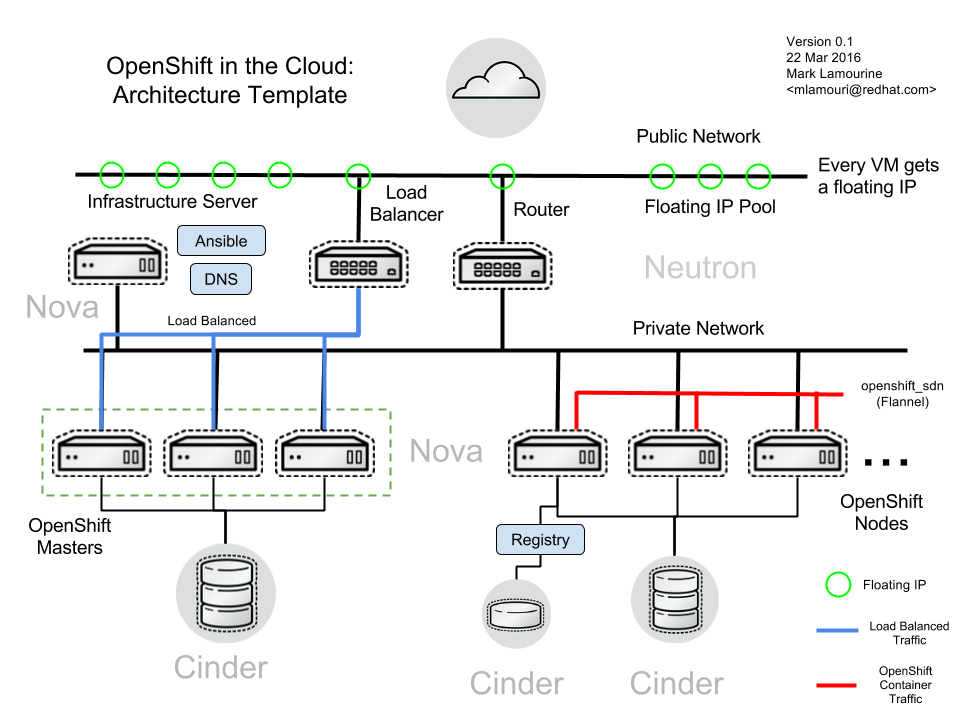 OpenShift in the Cloud:
Architecture Template
Version 0.1
22 Mar 2016
Mark Lamourine
<mlamouri@redhat.com>
Public Network
Every VM gets
a floating IP
Infrastructure Server
Load
Balancer
Router
Floating IP Pool
Ansible
DNS
Neutron
Nova
Load Balanced
Private Network
openshift_sdn
(Flannel)
Nova
...
OpenShift
Masters
OpenShift
Nodes
Registry
Cinder
Cinder
Cinder
Floating IP
Load Balanced
Traffic
OpenShift
Container
Traffic